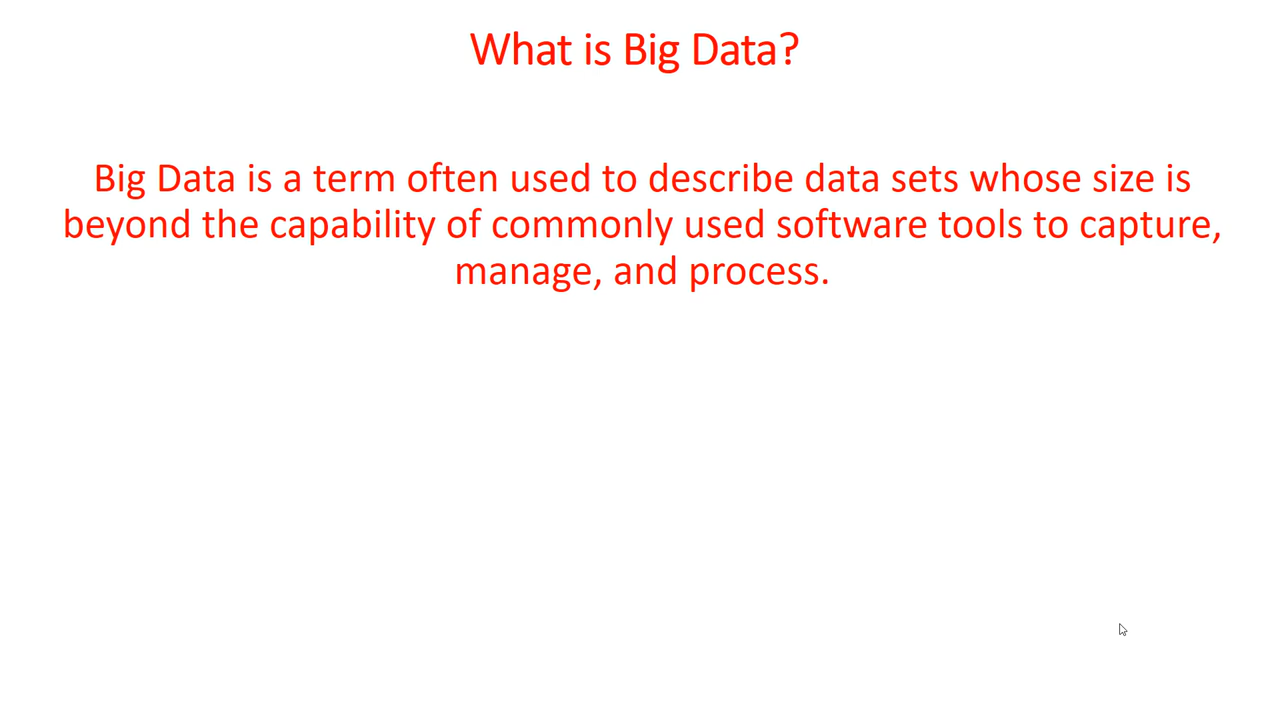 What is Big Data?
Big Data is a term often used to describe data sets whose size is
beyond the capability of commonly used software tools to capture,
manage, and process.